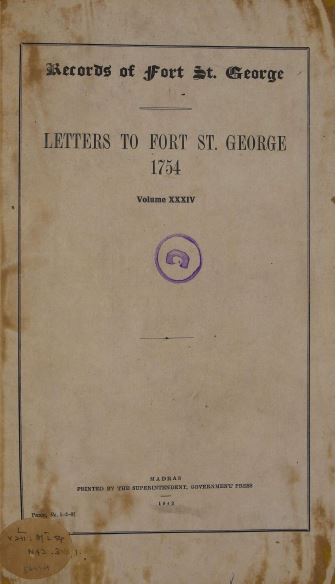 Records of Fort St. George
LETTERS TO FORT ST. GEORGE
1754
Volume XXXIV
MADRAS
PRINTED BY THE SUPERINTENDENT, GOVERNMENT PRESS
1942